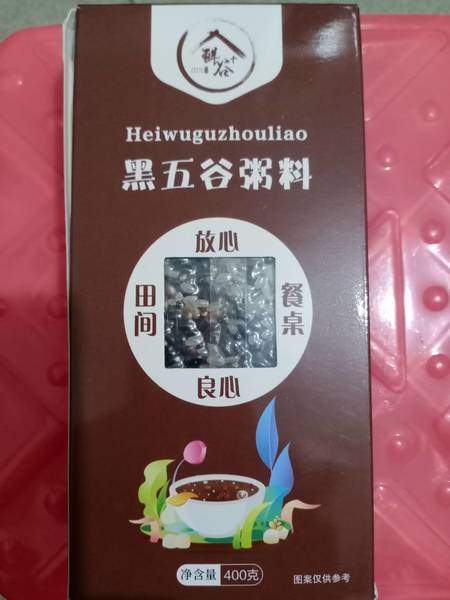 Heiwuguzhouliao
黑五谷粥料
放心
田间
餐桌
良心
净含量 400克
图案仅供参考